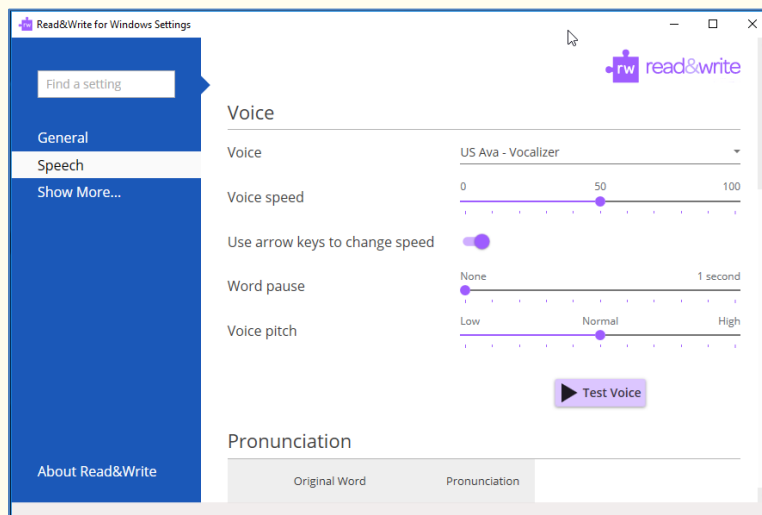 rw Read&Write for Windows Settings
rw read&write
Find a setting
General
Speech
Show More...
About Read&Write
Voice
Voice US Ava - Vocalizer
0 50 100
Voice speed
Use arrow keys to change speed
None 1 second
Word pause
Low Normal High
Voice pitch
Test Voice
Pronunciation
Original Word Pronunciation